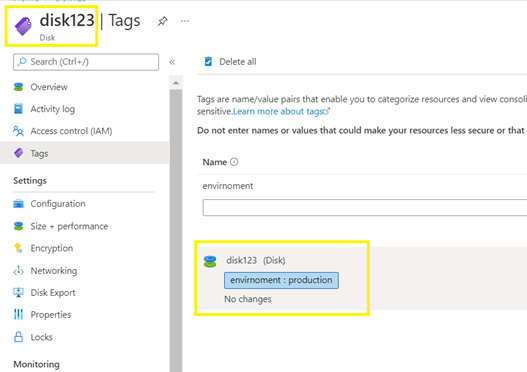 disk123 | Tags
Disk
Search (Ctrl+/)
Overview
Activity log
Access control (IAM)
Tags
Settings
Configuration
Size + performance
Encryption
Networking
Disk Export
Properties
Locks
Monitoring
Delete all
Tags are name/value pairs that enable you to categorize resources and view consoli
sensitive. Learn more about tags
Do not enter names or values that could make your resources less secure or that
Name
envirnoment
disk123 (Disk)
envirnoment : production
No changes